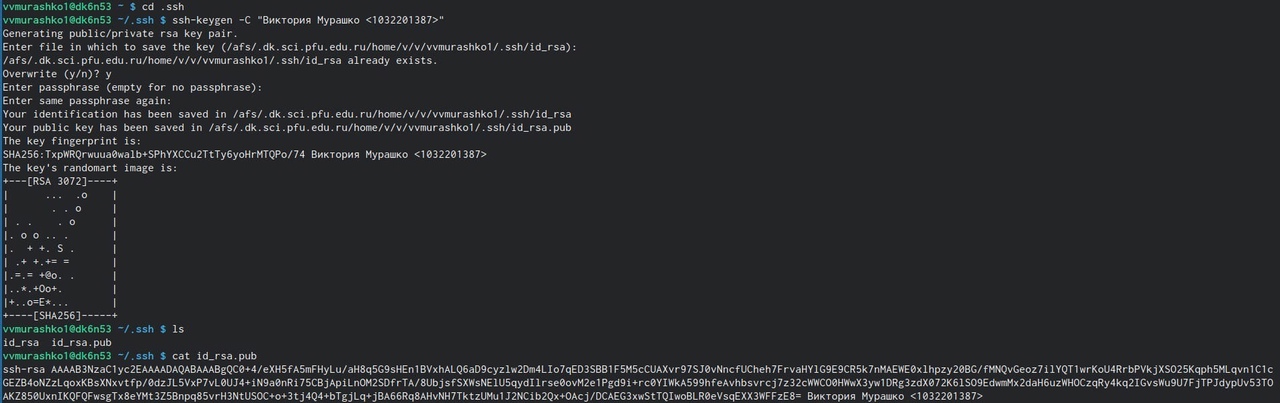 vvmurashko1@dk6n53 ~ $ cd .ssh
vvmurashko1@dk6n53 ~/.ssh $ ssh-keygen -C "Виктория Мурашко <1032201387>"
Generating public/private rsa key pair.
Enter file in which to save the key (/afs/.dk.sci.pfu.edu.ru/home/v/v/vvmurashko1/.ssh/id_rsa):
/afs/.dk.sci.pfu.edu.ru/home/v/v/vvmurashko1/.ssh/id_rsa already exists.
Overwrite (y/n)? y
Enter passphrase (empty for no passphrase):
Enter same passphrase again:
Your identification has been saved in /afs/.dk.sci.pfu.edu.ru/home/v/v/vvmurashko1/.ssh/id_rsa
Your public key has been saved in /afs/.dk.sci.pfu.edu.ru/home/v/v/vvmurashko1/.ssh/id_rsa.pub
The key fingerprint is:
SHA256:TxpWRQrwuua0walb+SPhYXCCu2TtTy6yoHrMTQPo/74 Виктория Мурашко <1032201387>
The key's randomart image is:
+---[RSA 3072]----+
|      ...  .o    |
|       . . o     |
| . .    . o      |
|. o o .. .       |
|.  + +. S .      |
| .+ +.+= =       |
|.=.= +@o. .      |
|..*.+Oo+.        |
|+..o=E*...       |
+----[SHA256]-----+
vvmurashko1@dk6n53 ~/.ssh $ ls
id_rsa  id_rsa.pub
vvmurashko1@dk6n53 ~/.ssh $ cat id_rsa.pub
ssh-rsa AAAAB3NzaC1yc2EAAAADAQABAAABgQC0+4/eXH5fA5mFHyLu/aH8q5G9sHEn1BVxhALQ6aD9czylw2Dm4LIo7qED3SBB1F5M5cCUAXvr97SJ0vNncfUCheh7FrvaHYlG9E9CR5k7nMAEWE0xlhpzy20BG/fMNQvGeoz7ilYQT1wrKoU4RrbPVkjXSO25Kqph5MLqvn1C1c
GEZB4oNZzLqoxKBsXNxvtfp/0dzJL5VxP7vL0UJ4+iN9a0nRi75CBjApiLnOM2SDfrTA/8UbjsfSXWsNElU5qydIlrse0ovM2e1Pgd9i+rc0YIWkA599hfeAvhbsvrcj7z32cWWCO0HWwX3yw1DRg3zdX072K6lSO9EdwmMx2daH6uzWHOCzqRy4kq2IGvsWu9U7FjTPJdypUv53TO
AKZ850UxnIKQFQFwsgTx8eYMt3Z5Bnpq85vrH3NtUSOC+o+3tj4Q4+bTgjLq+jBA66Rq8AHvNH7TktzUMu1J2NCib2Qx+OAcj/DCAEG3xwStTQIwoBLR0eVsqEXX3WFFzE8= Виктория Мурашко <1032201387>